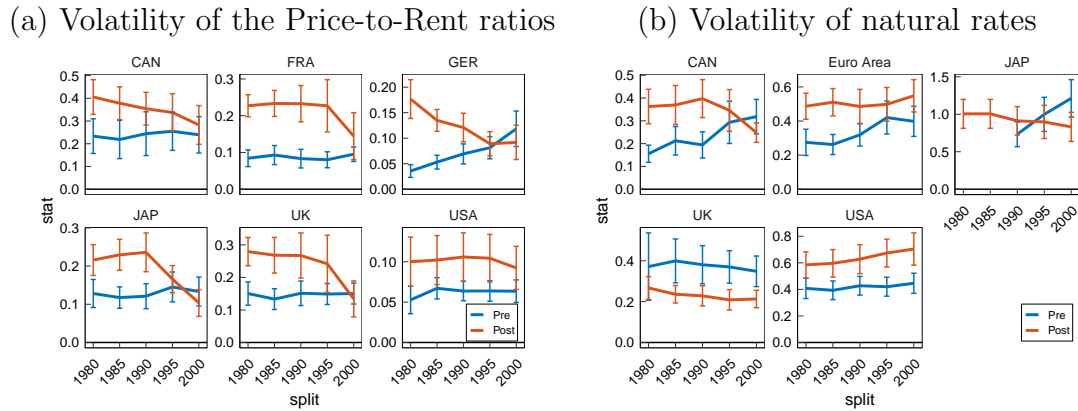 (a) Volatility of the Price-to-Rent ratios
CAN
FRA
GER
0.5
0.4
0.3
0.2
0.1
0.0
0.3
0.2
0.1
0.0
0.20
0.15
0.10
0.05
0.00
stat
JAP
UK
USA
0.3
0.2
0.1
0.0
0.3
0.2
0.1
0.0
0.10
0.05
0.00
Pre
Post
1980 1985 1990 1995 2000
1980 1985 1990 1995 2000
1980 1985 1990 1995 2000
split
(b) Volatility of natural rates
CAN
Euro Area
JAP
0.5
0.4
0.3
0.2
0.1
0.0
0.6
0.4
0.2
0.0
1.5
1.0
0.5
0.0
1980 1985 1990 1995 2000
stat
UK
USA
0.4
0.2
0.0
0.8
0.6
0.4
0.2
0.0
Pre
Post
1980 1985 1990 1995 2000
1980 1985 1990 1995 2000
split